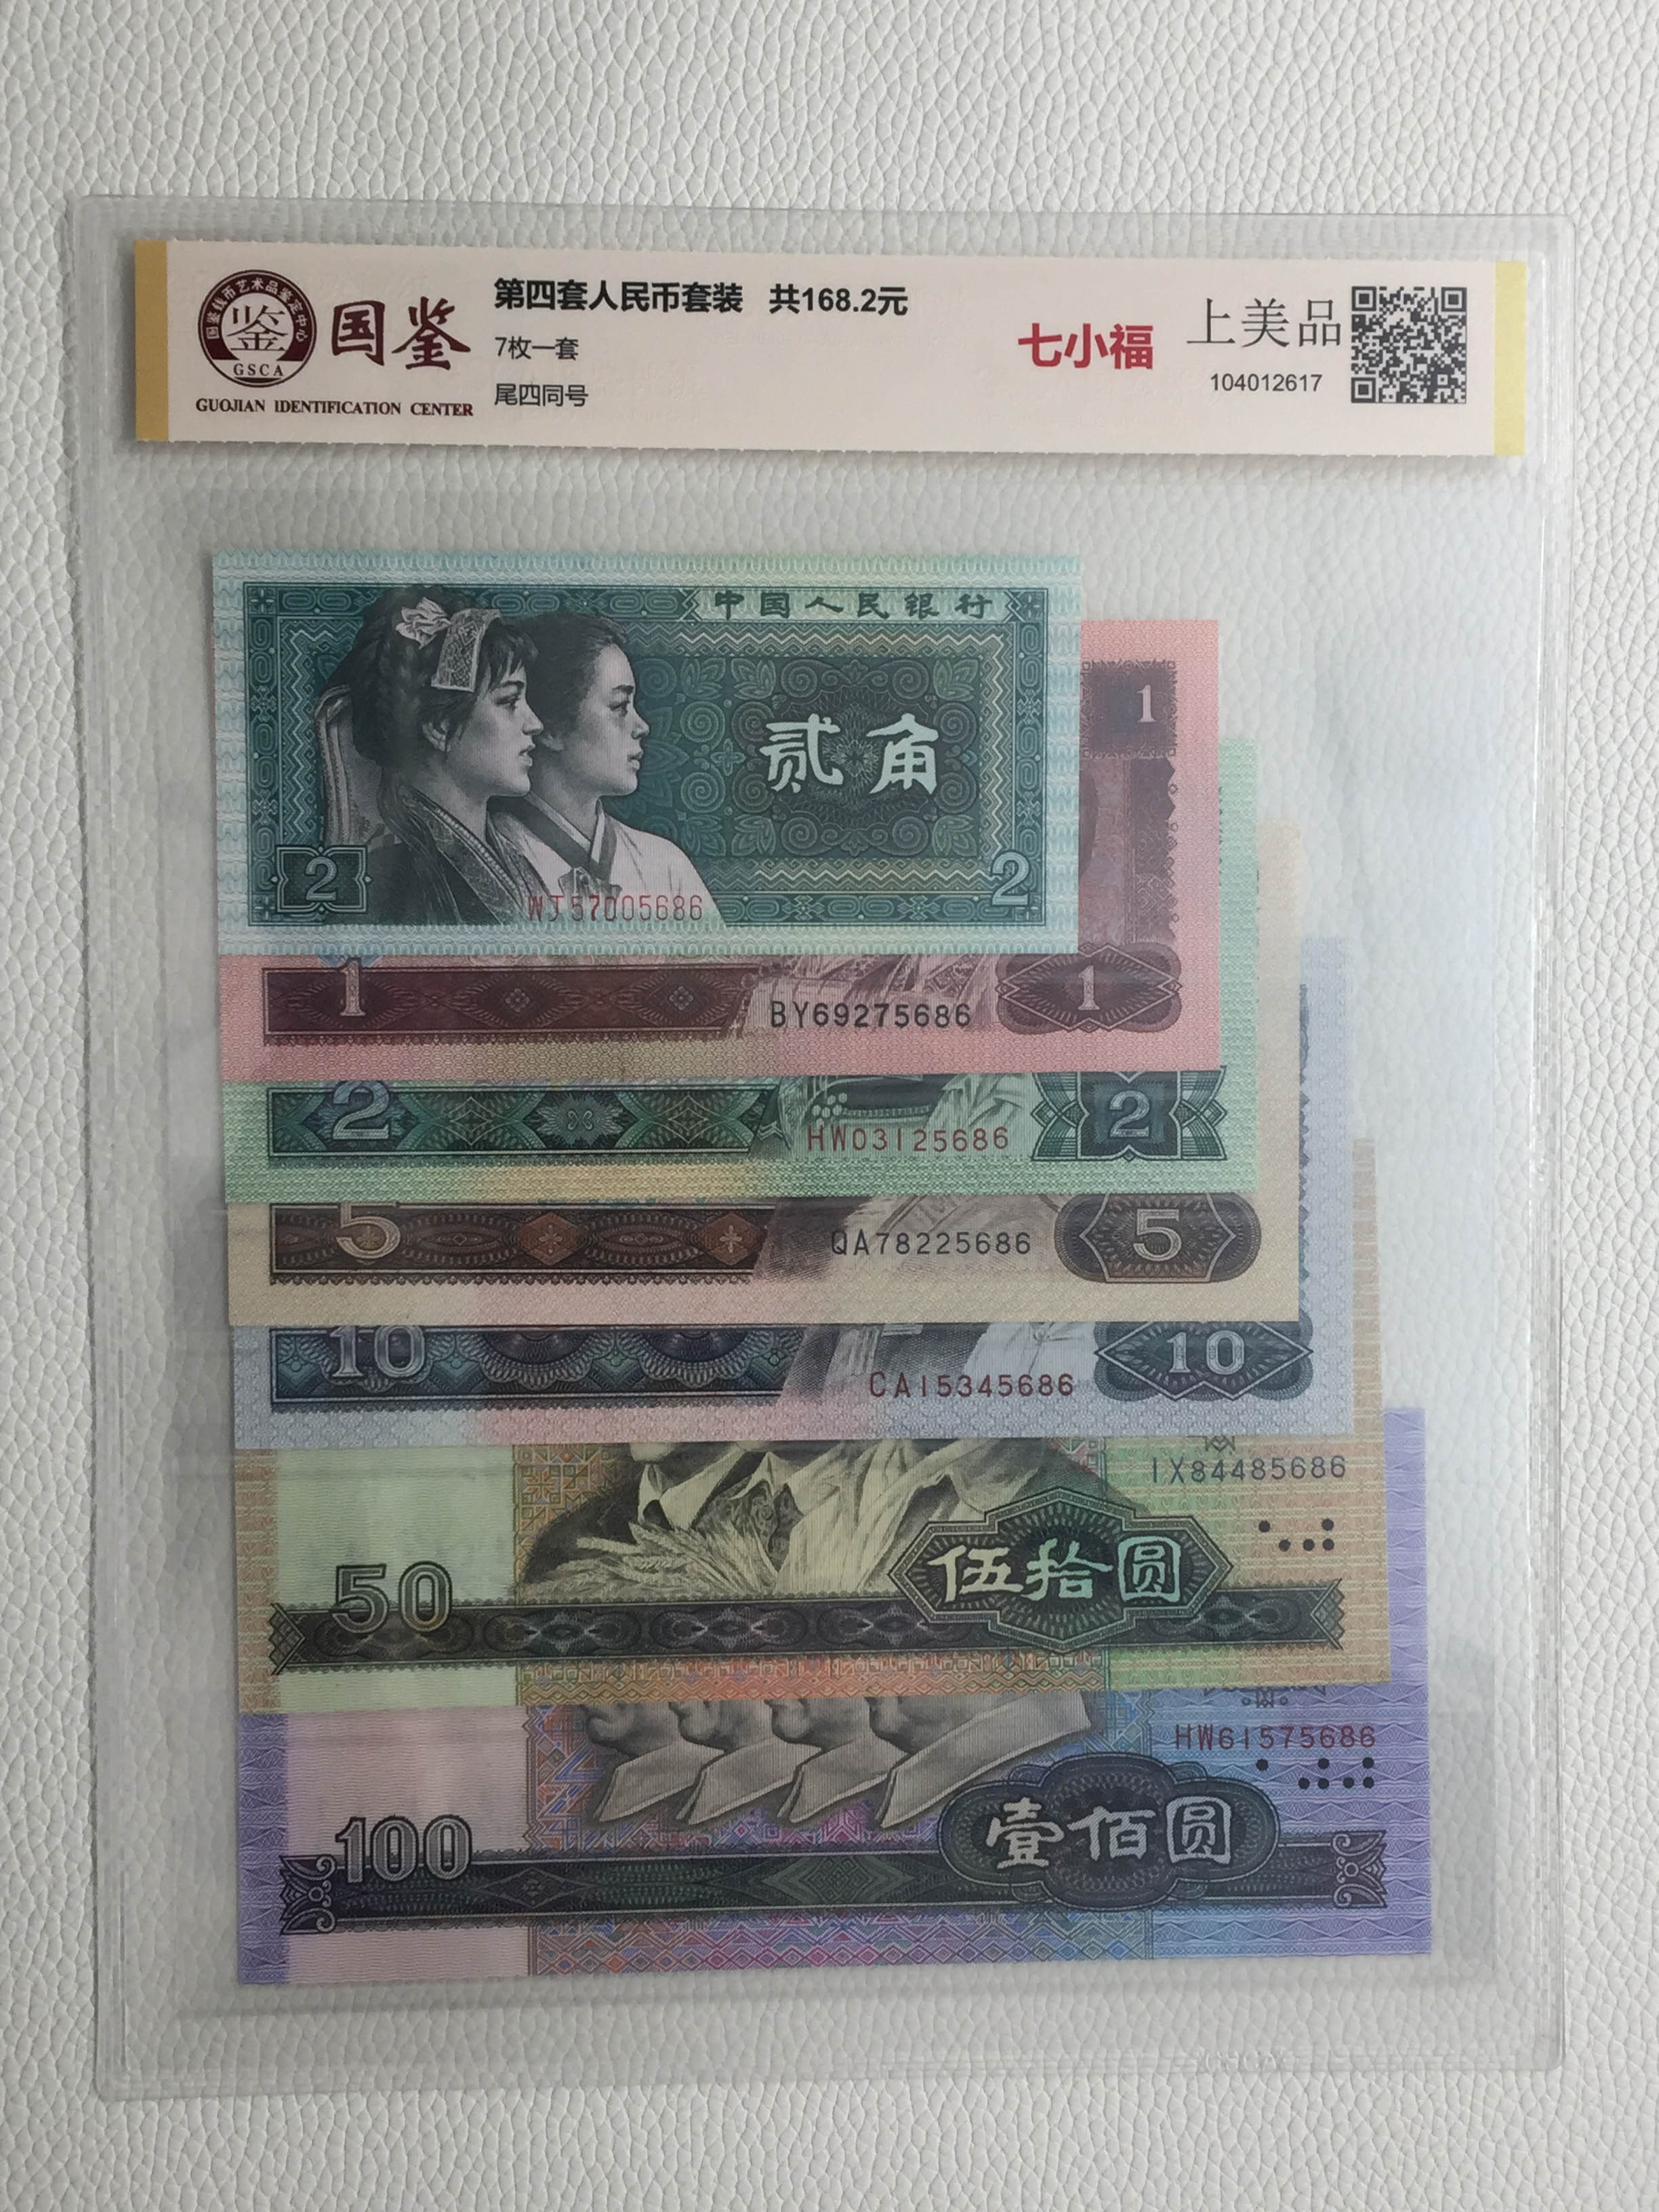 国鉴钱币艺术品鉴定中心
鉴
GSCA
国鉴
GUOJIAN IDENTIFICATION CENTER
第四套人民币套装 共168.2元
7枚一套
尾四同号
七小福
上美品
104012617
中国人民银行
贰角
2
2
WJ57005686
1
1
BY69275686
1
2
HW03125686
2
5
QA78225686
5
10
CA15345686
10
IX84485686
伍拾圆
50
HW61575686
壹佰圆
100